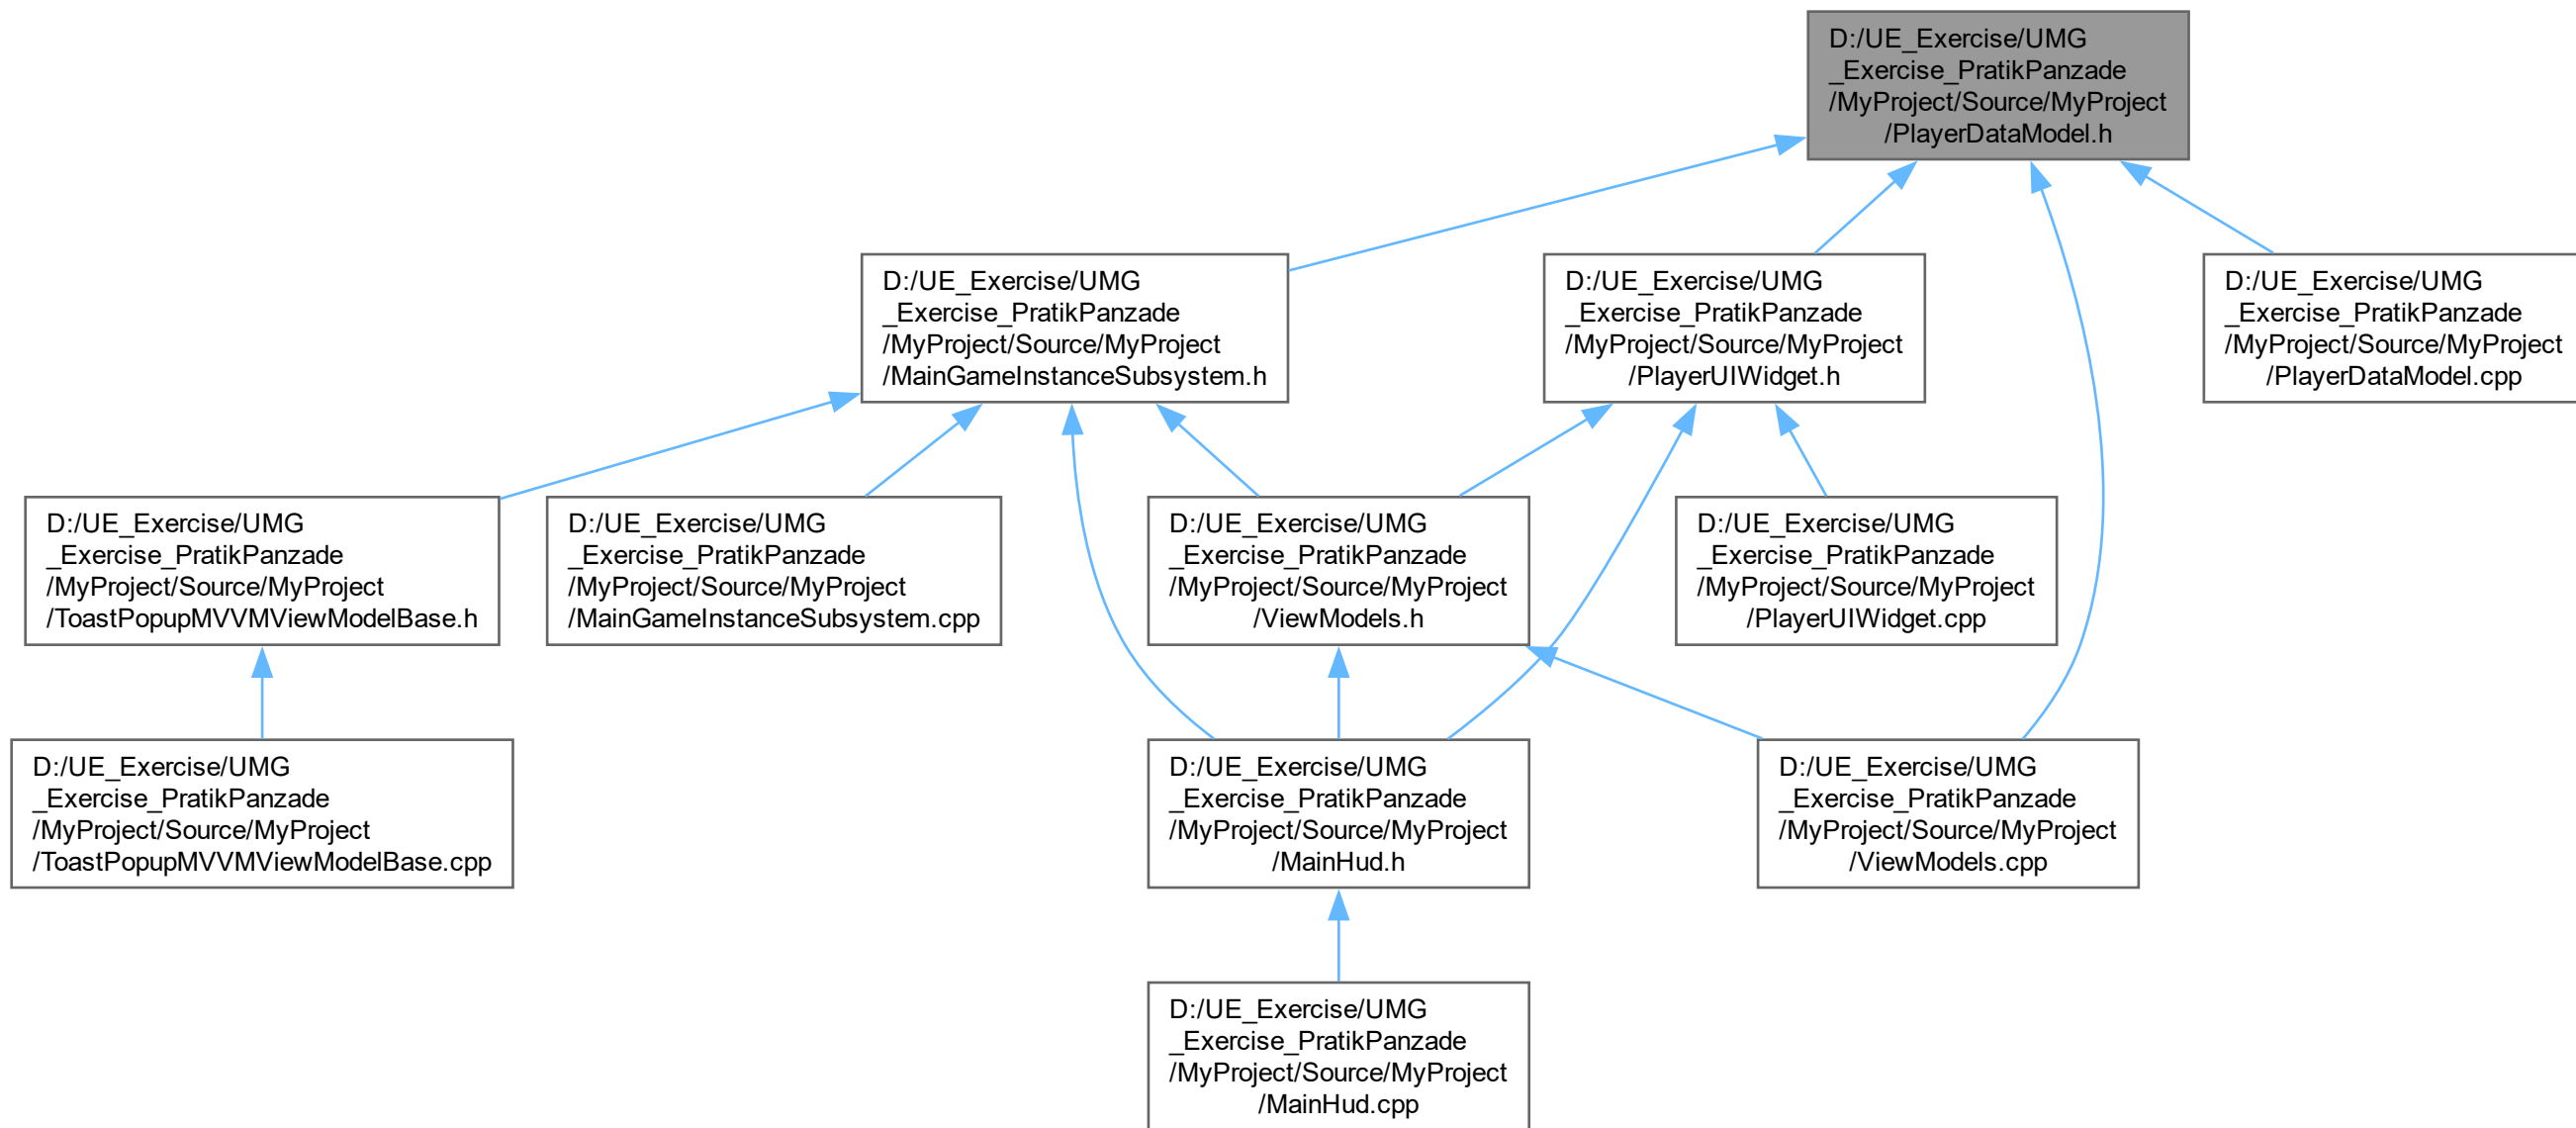 D:/UE_Exercise/UMG
_Exercise_PratikPanzade
/MyProject/Source/MyProject
/PlayerDataModel.h
D:/UE_Exercise/UMG
_Exercise_PratikPanzade
/MyProject/Source/MyProject
/MainGameInstanceSubsystem.h
D:/UE_Exercise/UMG
_Exercise_PratikPanzade
/MyProject/Source/MyProject
/PlayerUIWidget.h
D:/UE_Exercise/UMG
_Exercise_PratikPanzade
/MyProject/Source/MyProject
/PlayerDataModel.cpp
D:/UE_Exercise/UMG
_Exercise_PratikPanzade
/MyProject/Source/MyProject
/ToastPopupMVVMViewModelBase.h
D:/UE_Exercise/UMG
_Exercise_PratikPanzade
/MyProject/Source/MyProject
/MainGameInstanceSubsystem.cpp
D:/UE_Exercise/UMG
_Exercise_PratikPanzade
/MyProject/Source/MyProject
/ViewModels.h
D:/UE_Exercise/UMG
_Exercise_PratikPanzade
/MyProject/Source/MyProject
/PlayerUIWidget.cpp
D:/UE_Exercise/UMG
_Exercise_PratikPanzade
/MyProject/Source/MyProject
/ToastPopupMVVMViewModelBase.cpp
D:/UE_Exercise/UMG
_Exercise_PratikPanzade
/MyProject/Source/MyProject
/MainHud.h
D:/UE_Exercise/UMG
_Exercise_PratikPanzade
/MyProject/Source/MyProject
/ViewModels.cpp
D:/UE_Exercise/UMG
_Exercise_PratikPanzade
/MyProject/Source/MyProject
/MainHud.cpp